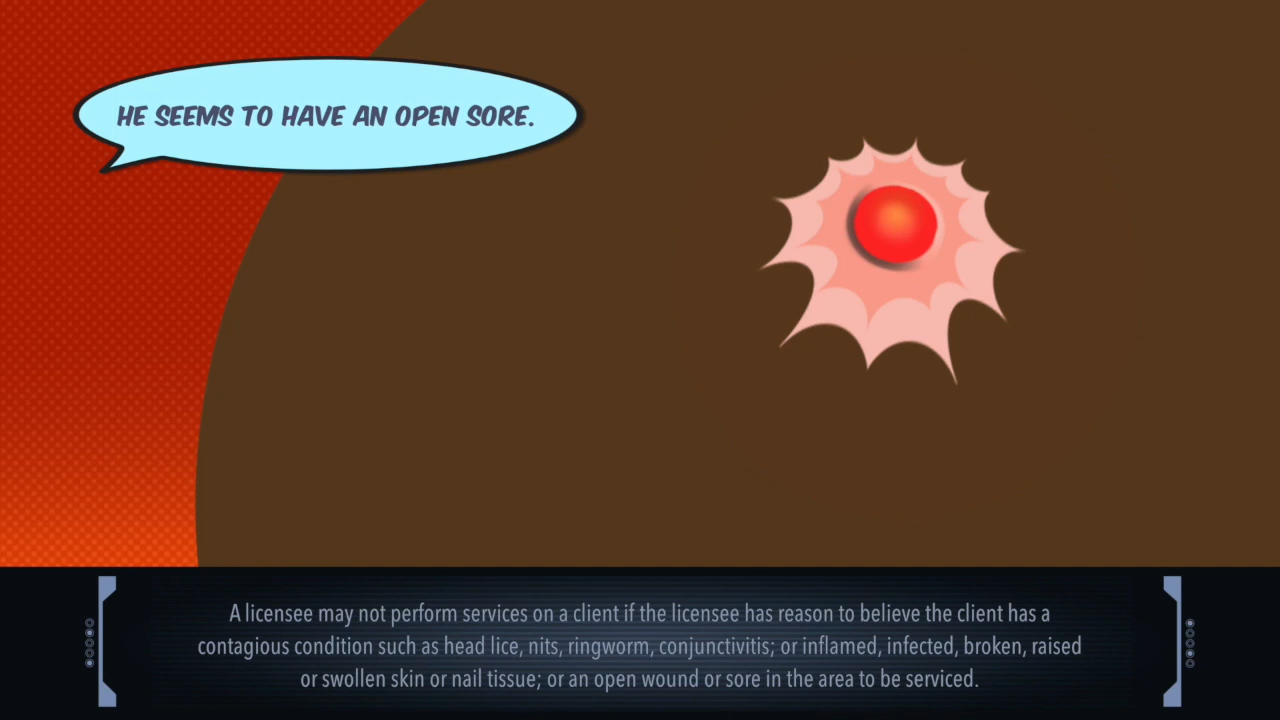 HE SEEMS TO HAVE AN OPEN SORE.
A licensee may not perform services on a client if the licensee has reason to believe the client has a
contagious condition such as head lice, nits, ringworm, conjunctivitis; or inflamed, infected, broken, raised
or swollen skin or nail tissue; or an open wound or sore in the area to be serviced.